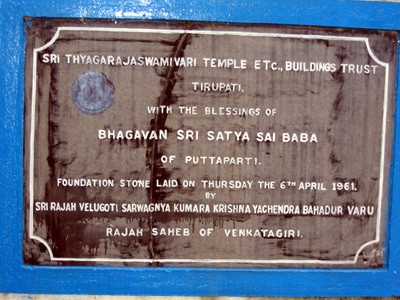 SRI THYAGARAJASWAMIVARI TEMPLE ETC., BUILDINGS TRUST
TIRUPATI.
WITH THE BLESSINGS OF
BHAGAVAN SRI SATYA SAI BABA
OF PUTTAPARTI.
FOUNDATION STONE LAID ON THURSDAY THE 6TH APRIL 1961.
BY
SRI RAJAH VELUGOTI SARWAGNYA KUMARA KRISHNA YACHENDRA BAHADUR VARU
RAJAH SAHEB OF VENKATAGIRI.